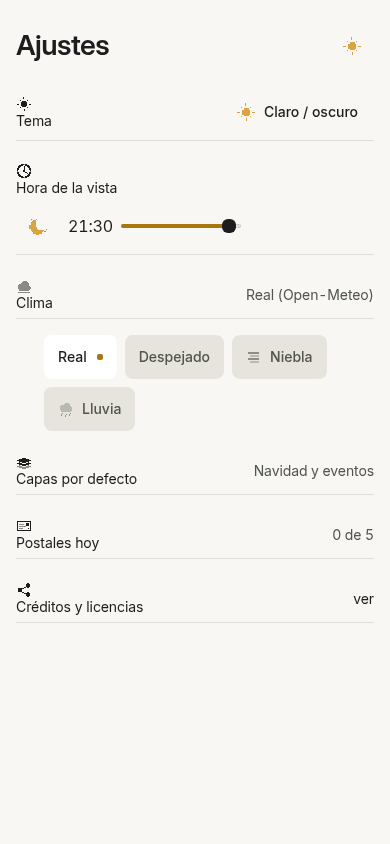 Ajustes
Tema
Claro / oscuro
Hora de la vista
21:30
Clima
Real (Open-Meteo)
Real
Despejado
Niebla
Lluvia
Capas por defecto
Navidad y eventos
Postales hoy
0 de 5
Créditos y licencias
ver